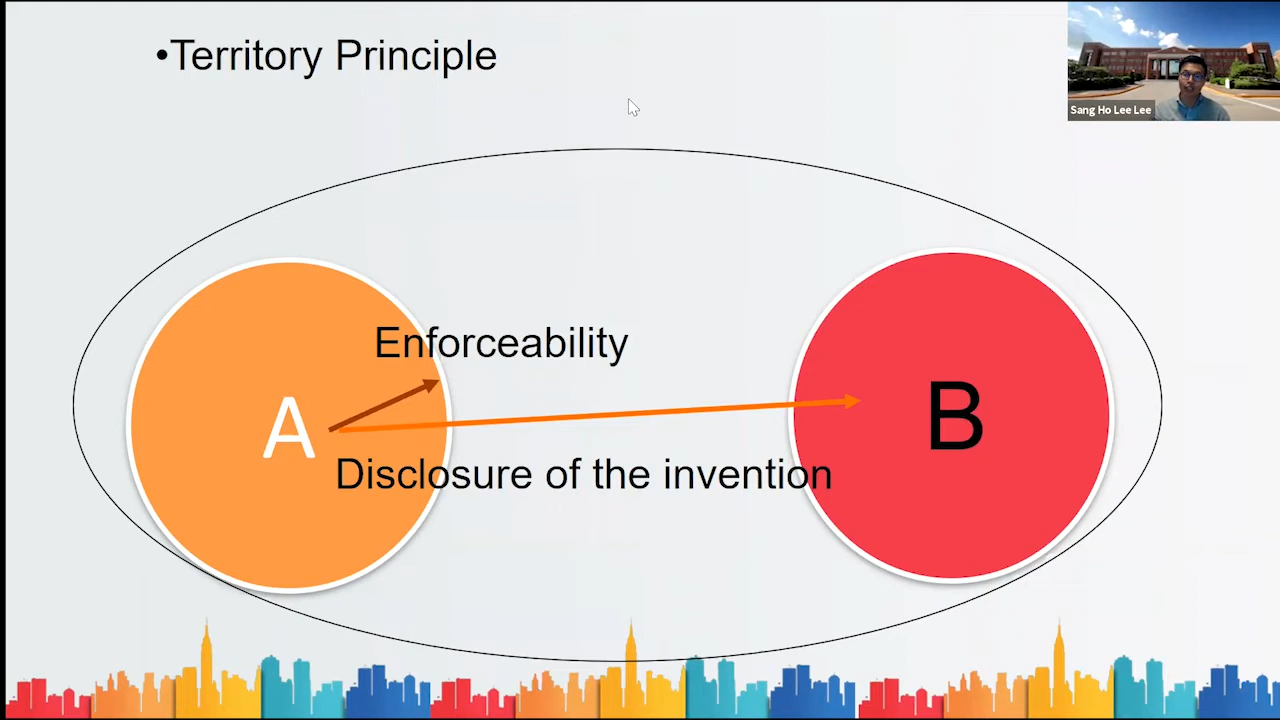 •Territory Principle
Sang Ho Lee Lee
Enforceability
A
B
Disclosure of the invention